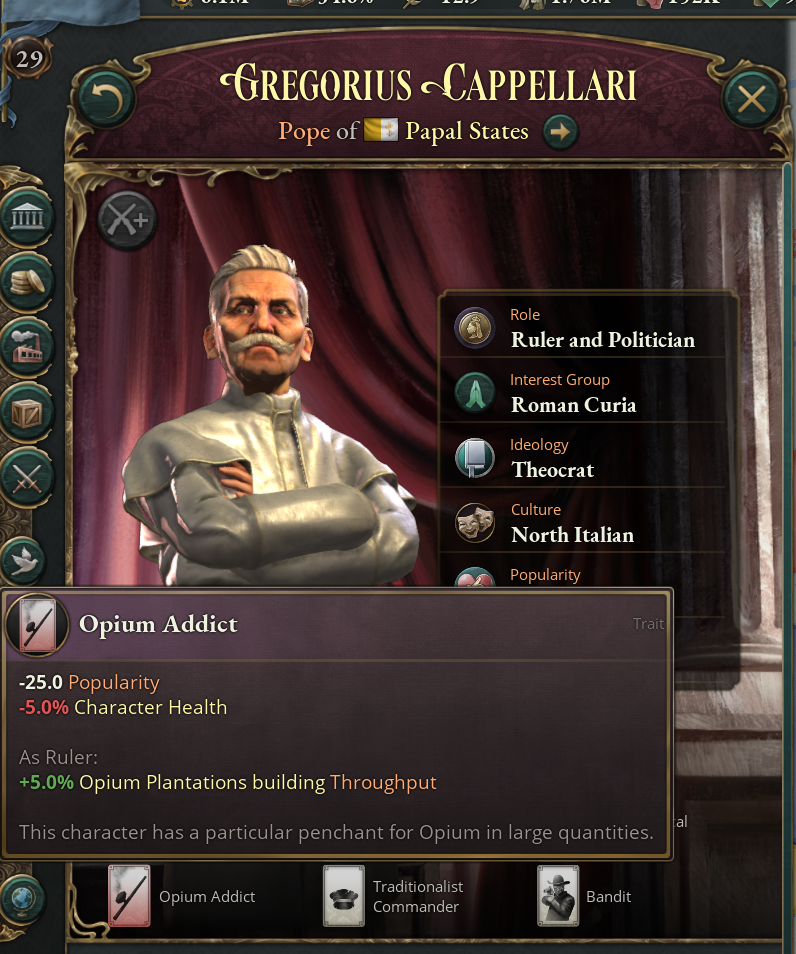 29
GREGORIUS CAPPELLARI
Pope of Papal States
Role
Ruler and Politician
Interest Group
Roman Curia
Ideology
Theocrat
Culture
North Italian
Popularity
Opium Addict
Trait
-25.0 Popularity
-5.0% Character Health
As Ruler:
+5.0% Opium Plantations building Throughput
This character has a particular penchant for Opium in large quantities.
Opium Addict
Traditionalist
Commander
Bandit